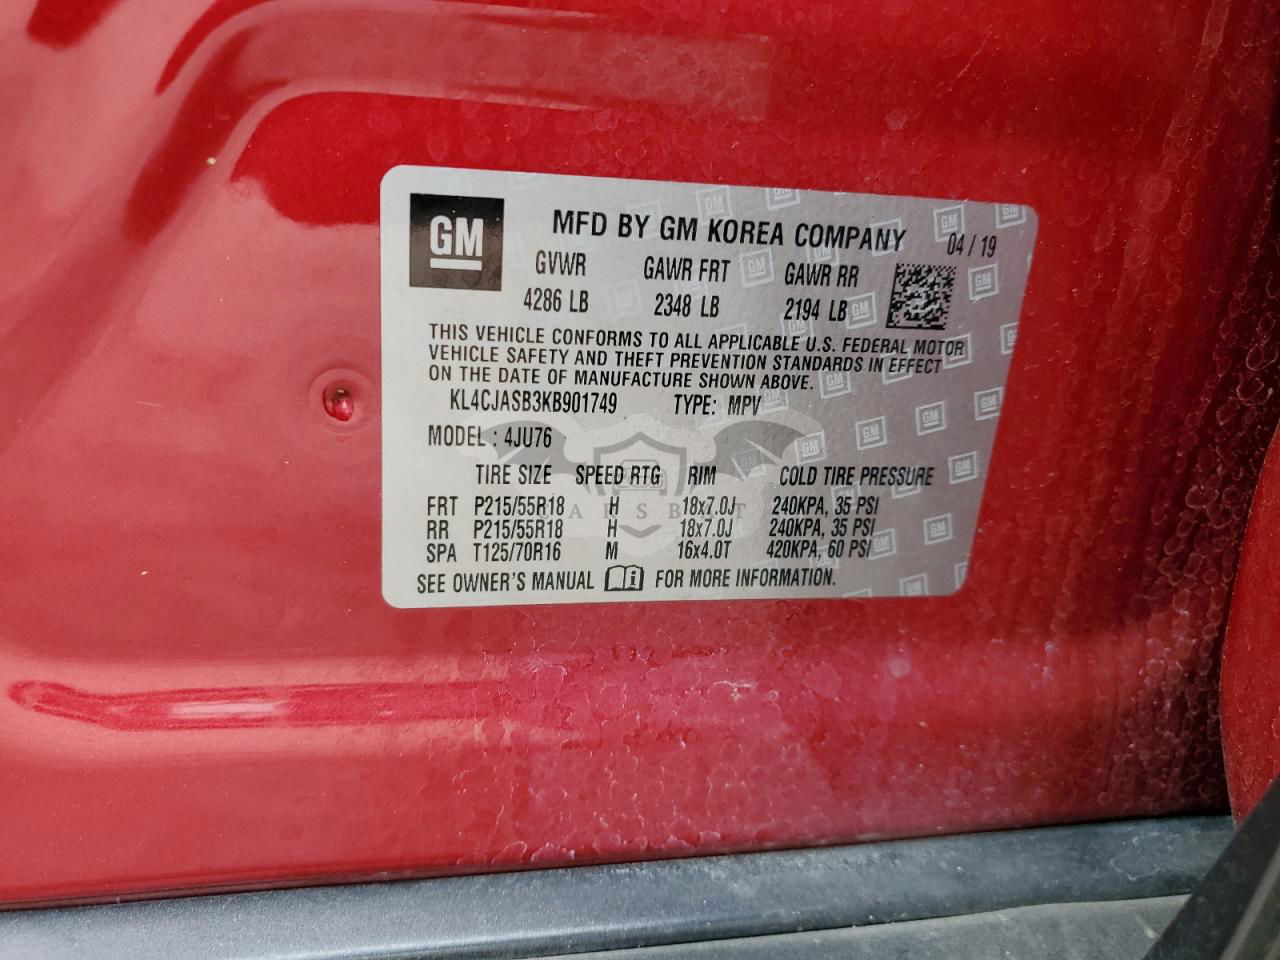 GM MFD BY GM KOREA COMPANY 04 / 19
GVWR GAWR FRT GAWR RR
4286 LB 2348 LB 2194 LB
THIS VEHICLE CONFORMS TO ALL APPLICABLE U.S. FEDERAL MOTOR
VEHICLE SAFETY AND THEFT PREVENTION STANDARDS IN EFFECT
ON THE DATE OF MANUFACTURE SHOWN ABOVE.
KL4CJASB3KB901749 TYPE: MPV
MODEL : 4JU76
TIRE SIZE SPEED RTG RIM COLD TIRE PRESSURE
FRT P215/55R18 H 18x7.0J 240KPA, 35 PSI
RR P215/55R18 H 18x7.0J 240KPA, 35 PSI
SPA T125/70R16 M 16x4.0T 420KPA, 60 PSI
SEE OWNER'S MANUAL FOR MORE INFORMATION.